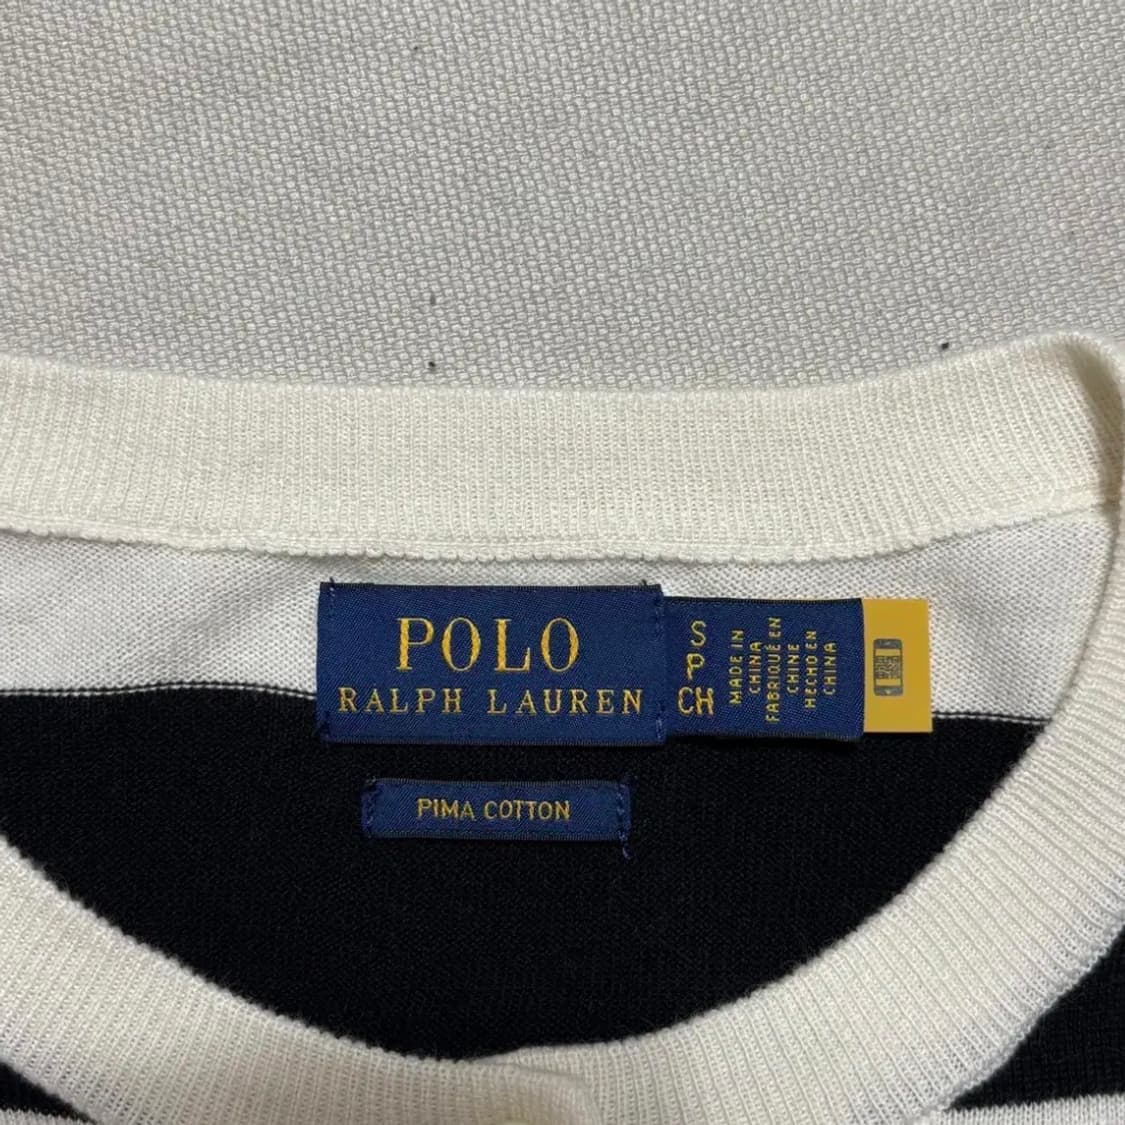 POLO
RALPH LAUREN
S
P
CH
MADE IN
CHINA
FABRIQUÉ EN
CHINE
HECHO EN
CHINA
PIMA COTTON